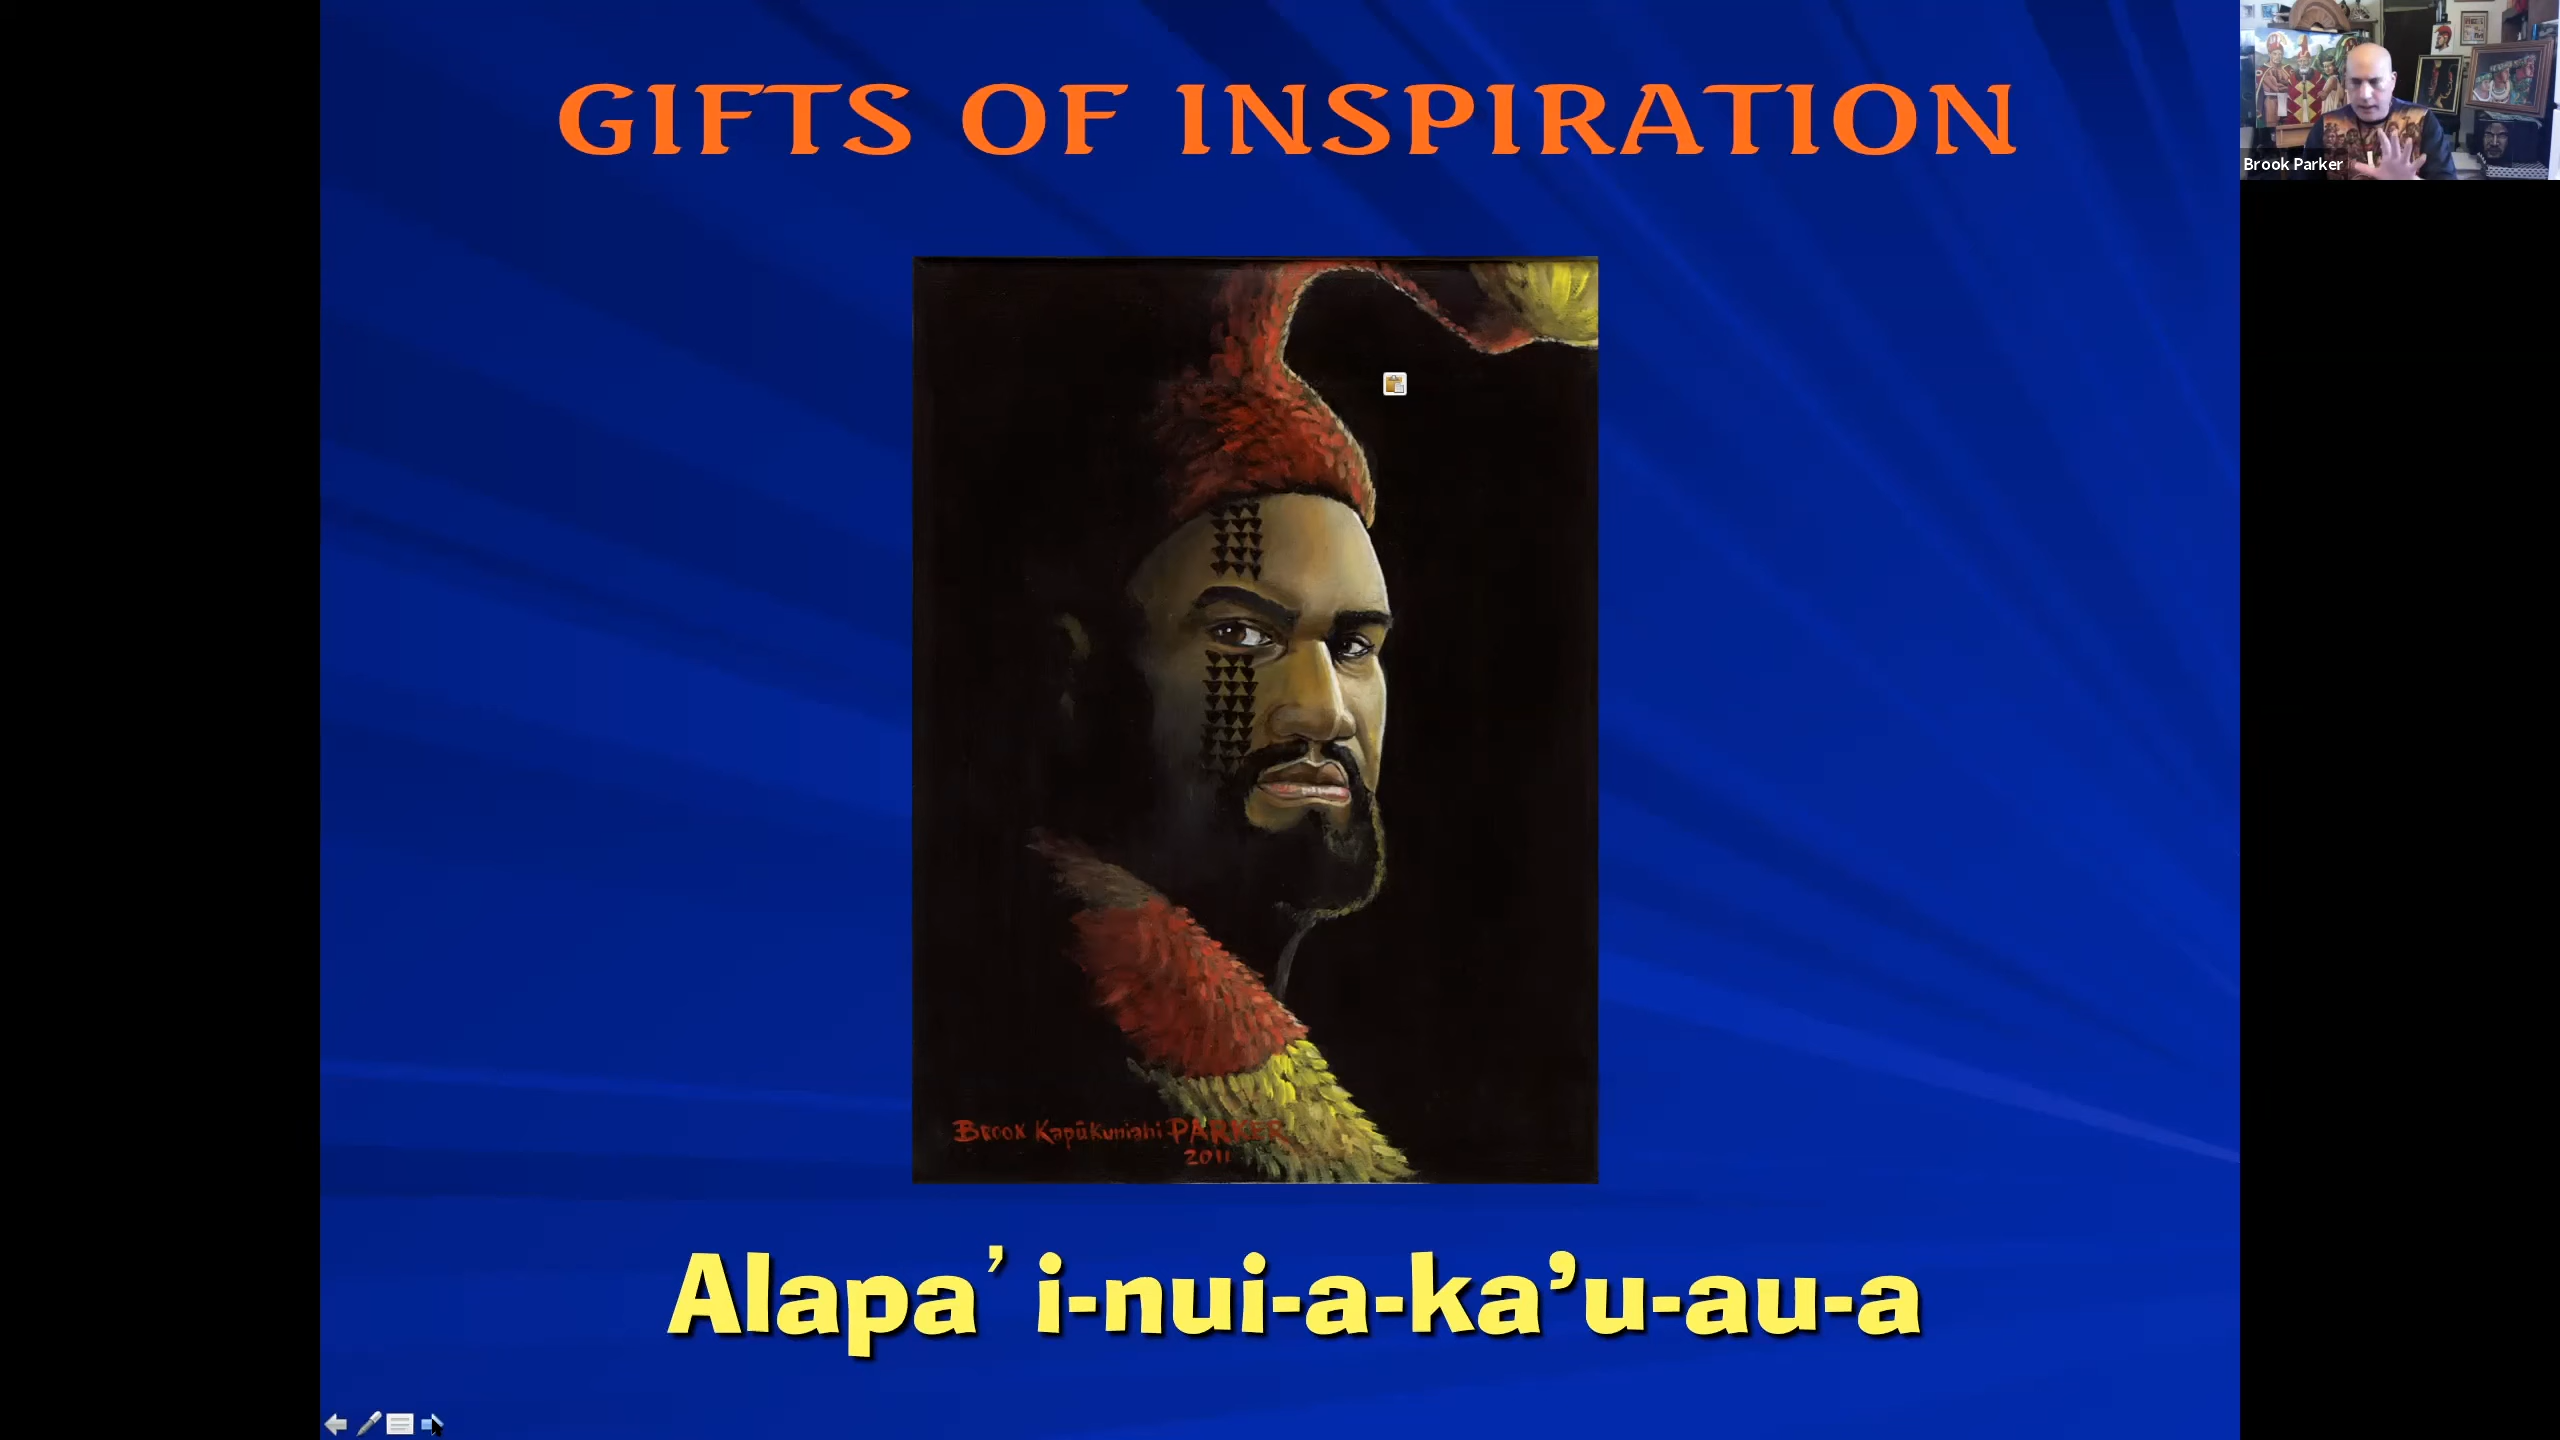 GIFTS OF INSPIRATION
Brook Parker
Brook Kapūkuniahi PARKER
2011
Alapa’i-nui-a-ka’u-au-a